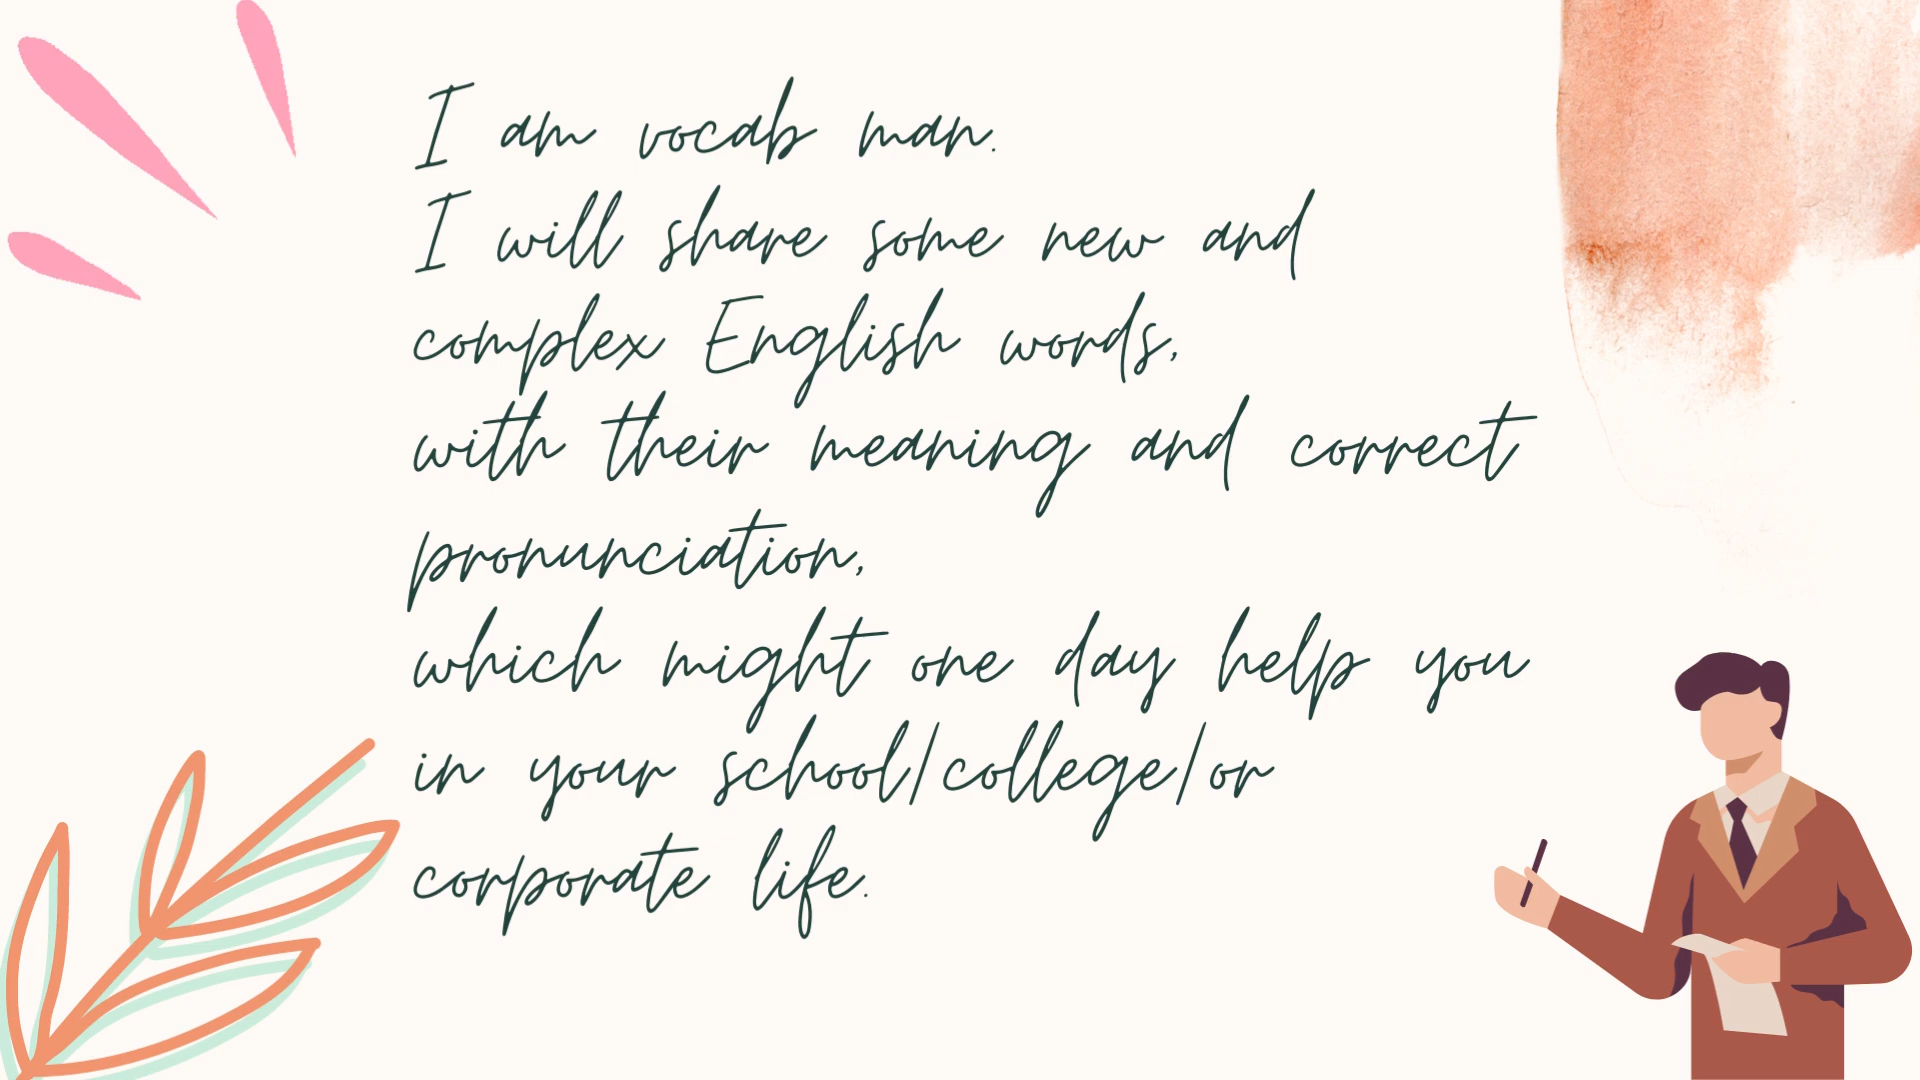 I am vocab man.
I will share some new and
complex English words,
with their meaning and correct
pronunciation,
which might one day help you
in your school/college/or
corporate life.